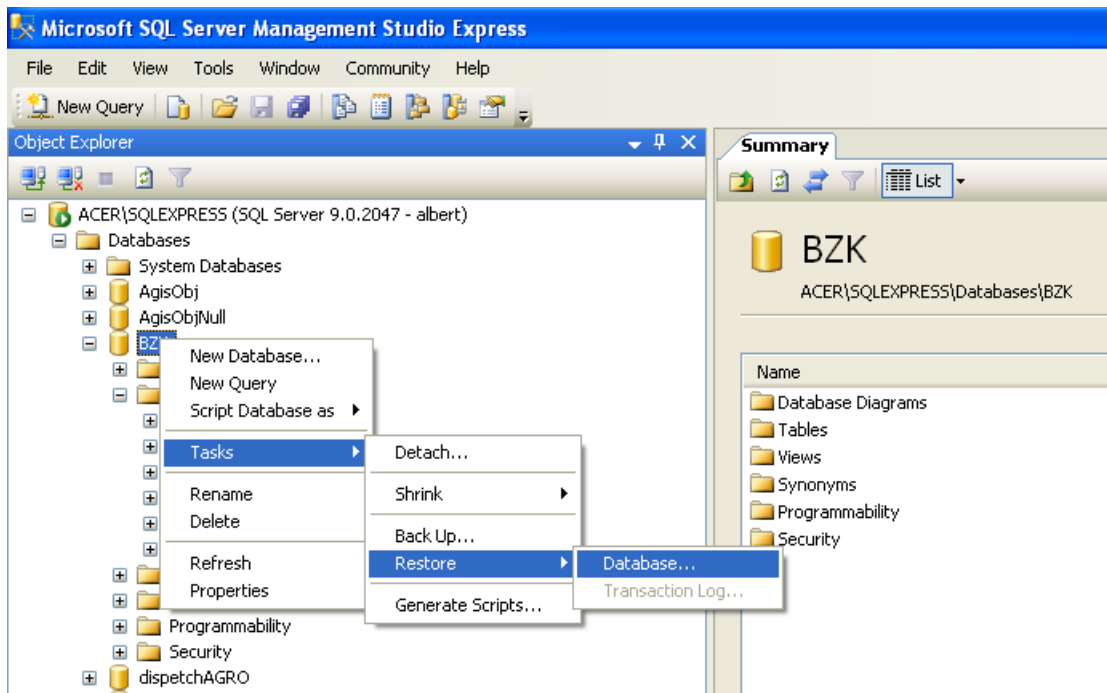 Microsoft SQL Server Management Studio Express
File Edit View Tools Window Community Help
New Query
Object Explorer
Summary
List
ACER\SQLEXPRESS (SQL Server 9.0.2047 - albert)
Databases
System Databases
AgisObj
AgisObjNull
BZK
ACER\SQLEXPRESS\Databases\BZK
New Database...
New Query
Script Database as
Tasks
Rename
Delete
Refresh
Properties
Detach...
Shrink
Back Up...
Restore
Generate Scripts...
Database...
Transaction Log...
Programmability
Security
dispetchAGRO
BZK
Name
Database Diagrams
Tables
Views
Synonyms
Programmability
Security